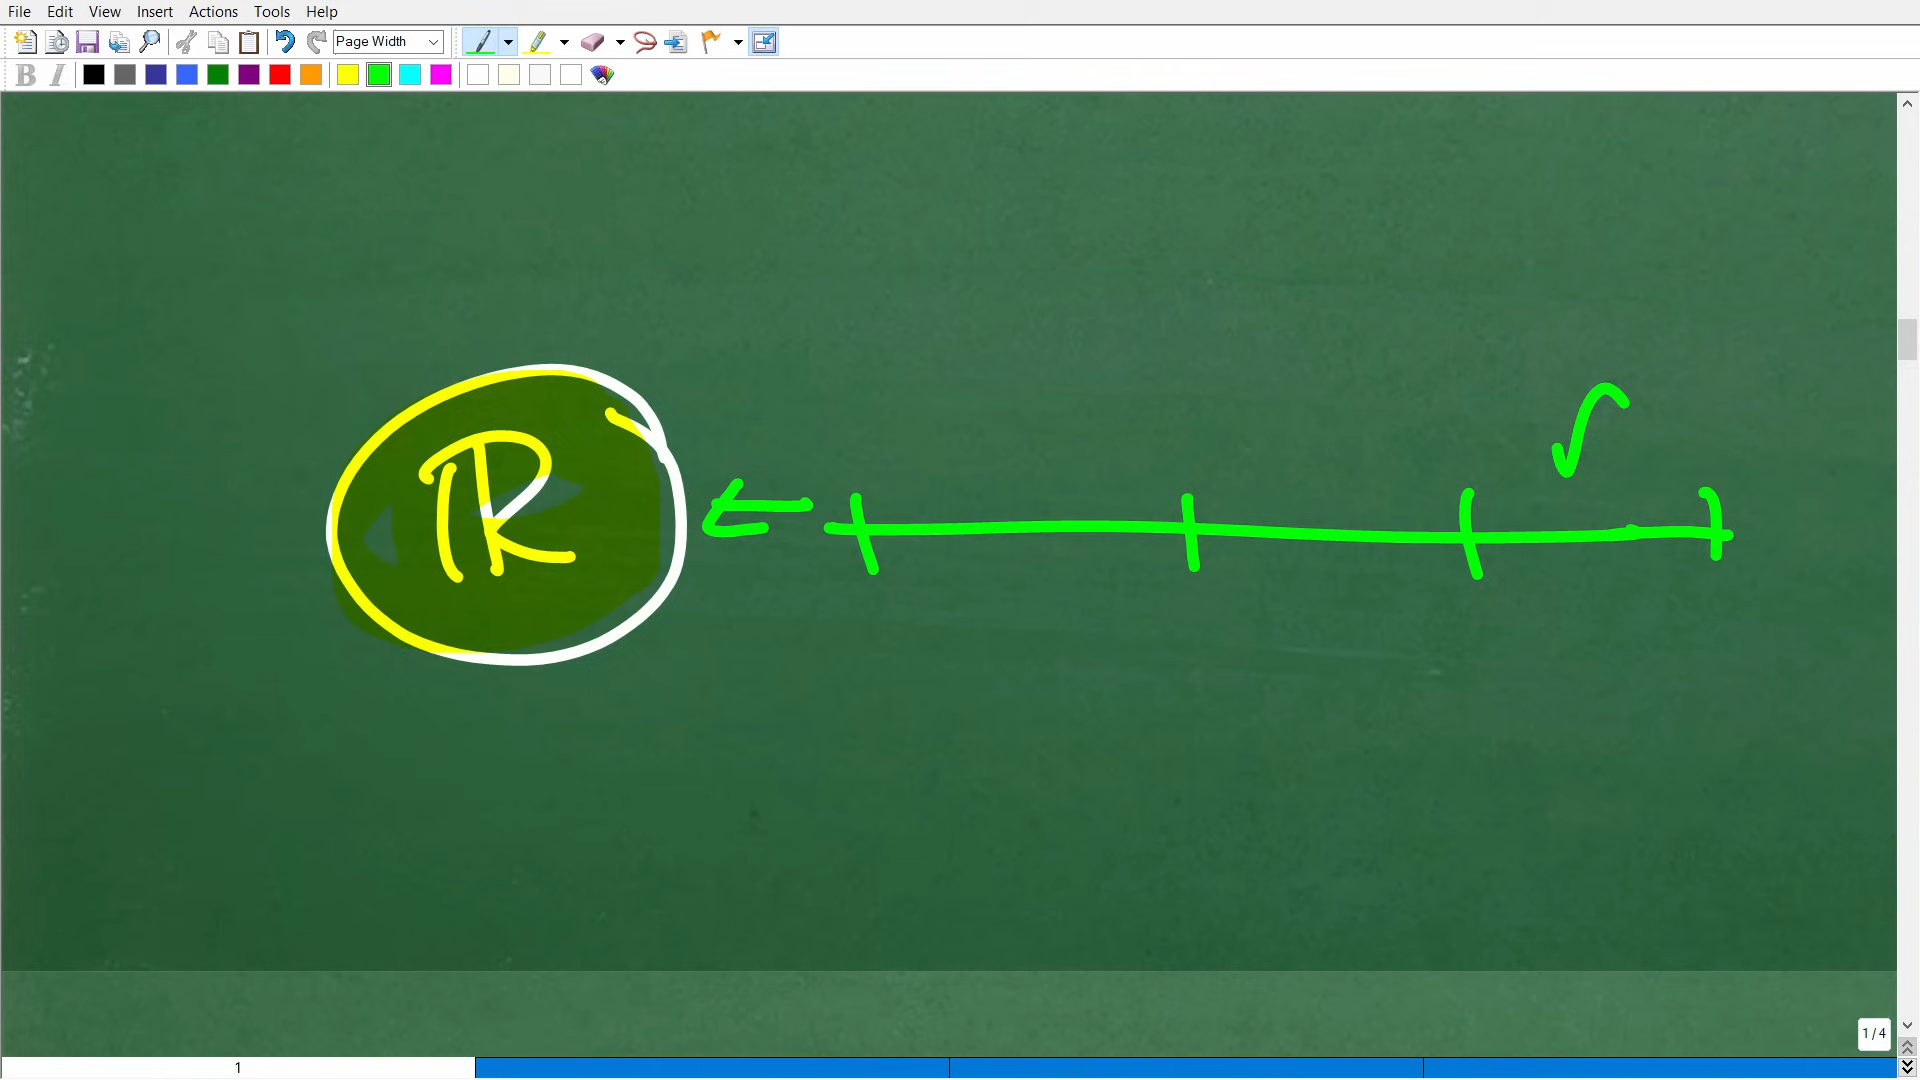 File Edit View Insert Actions Tools Help
Page Width
B I
ℝ
√
1 / 4
1